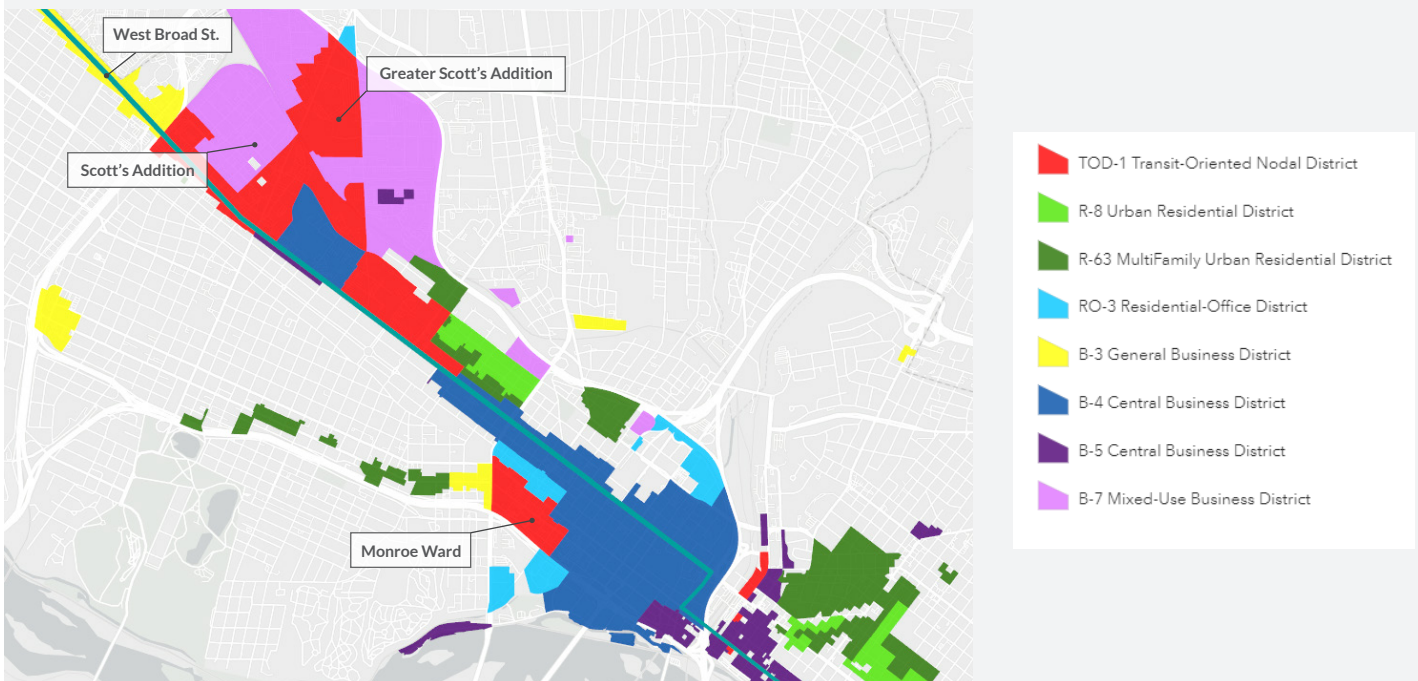 West Broad St.
Greater Scott's Addition
Scott's Addition
Monroe Ward
TOD-1 Transit-Oriented Nodal District
R-8 Urban Residential District
R-63 MultiFamily Urban Residential District
RO-3 Residential-Office District
B-3 General Business District
B-4 Central Business District
B-5 Central Business District
B-7 Mixed-Use Business District